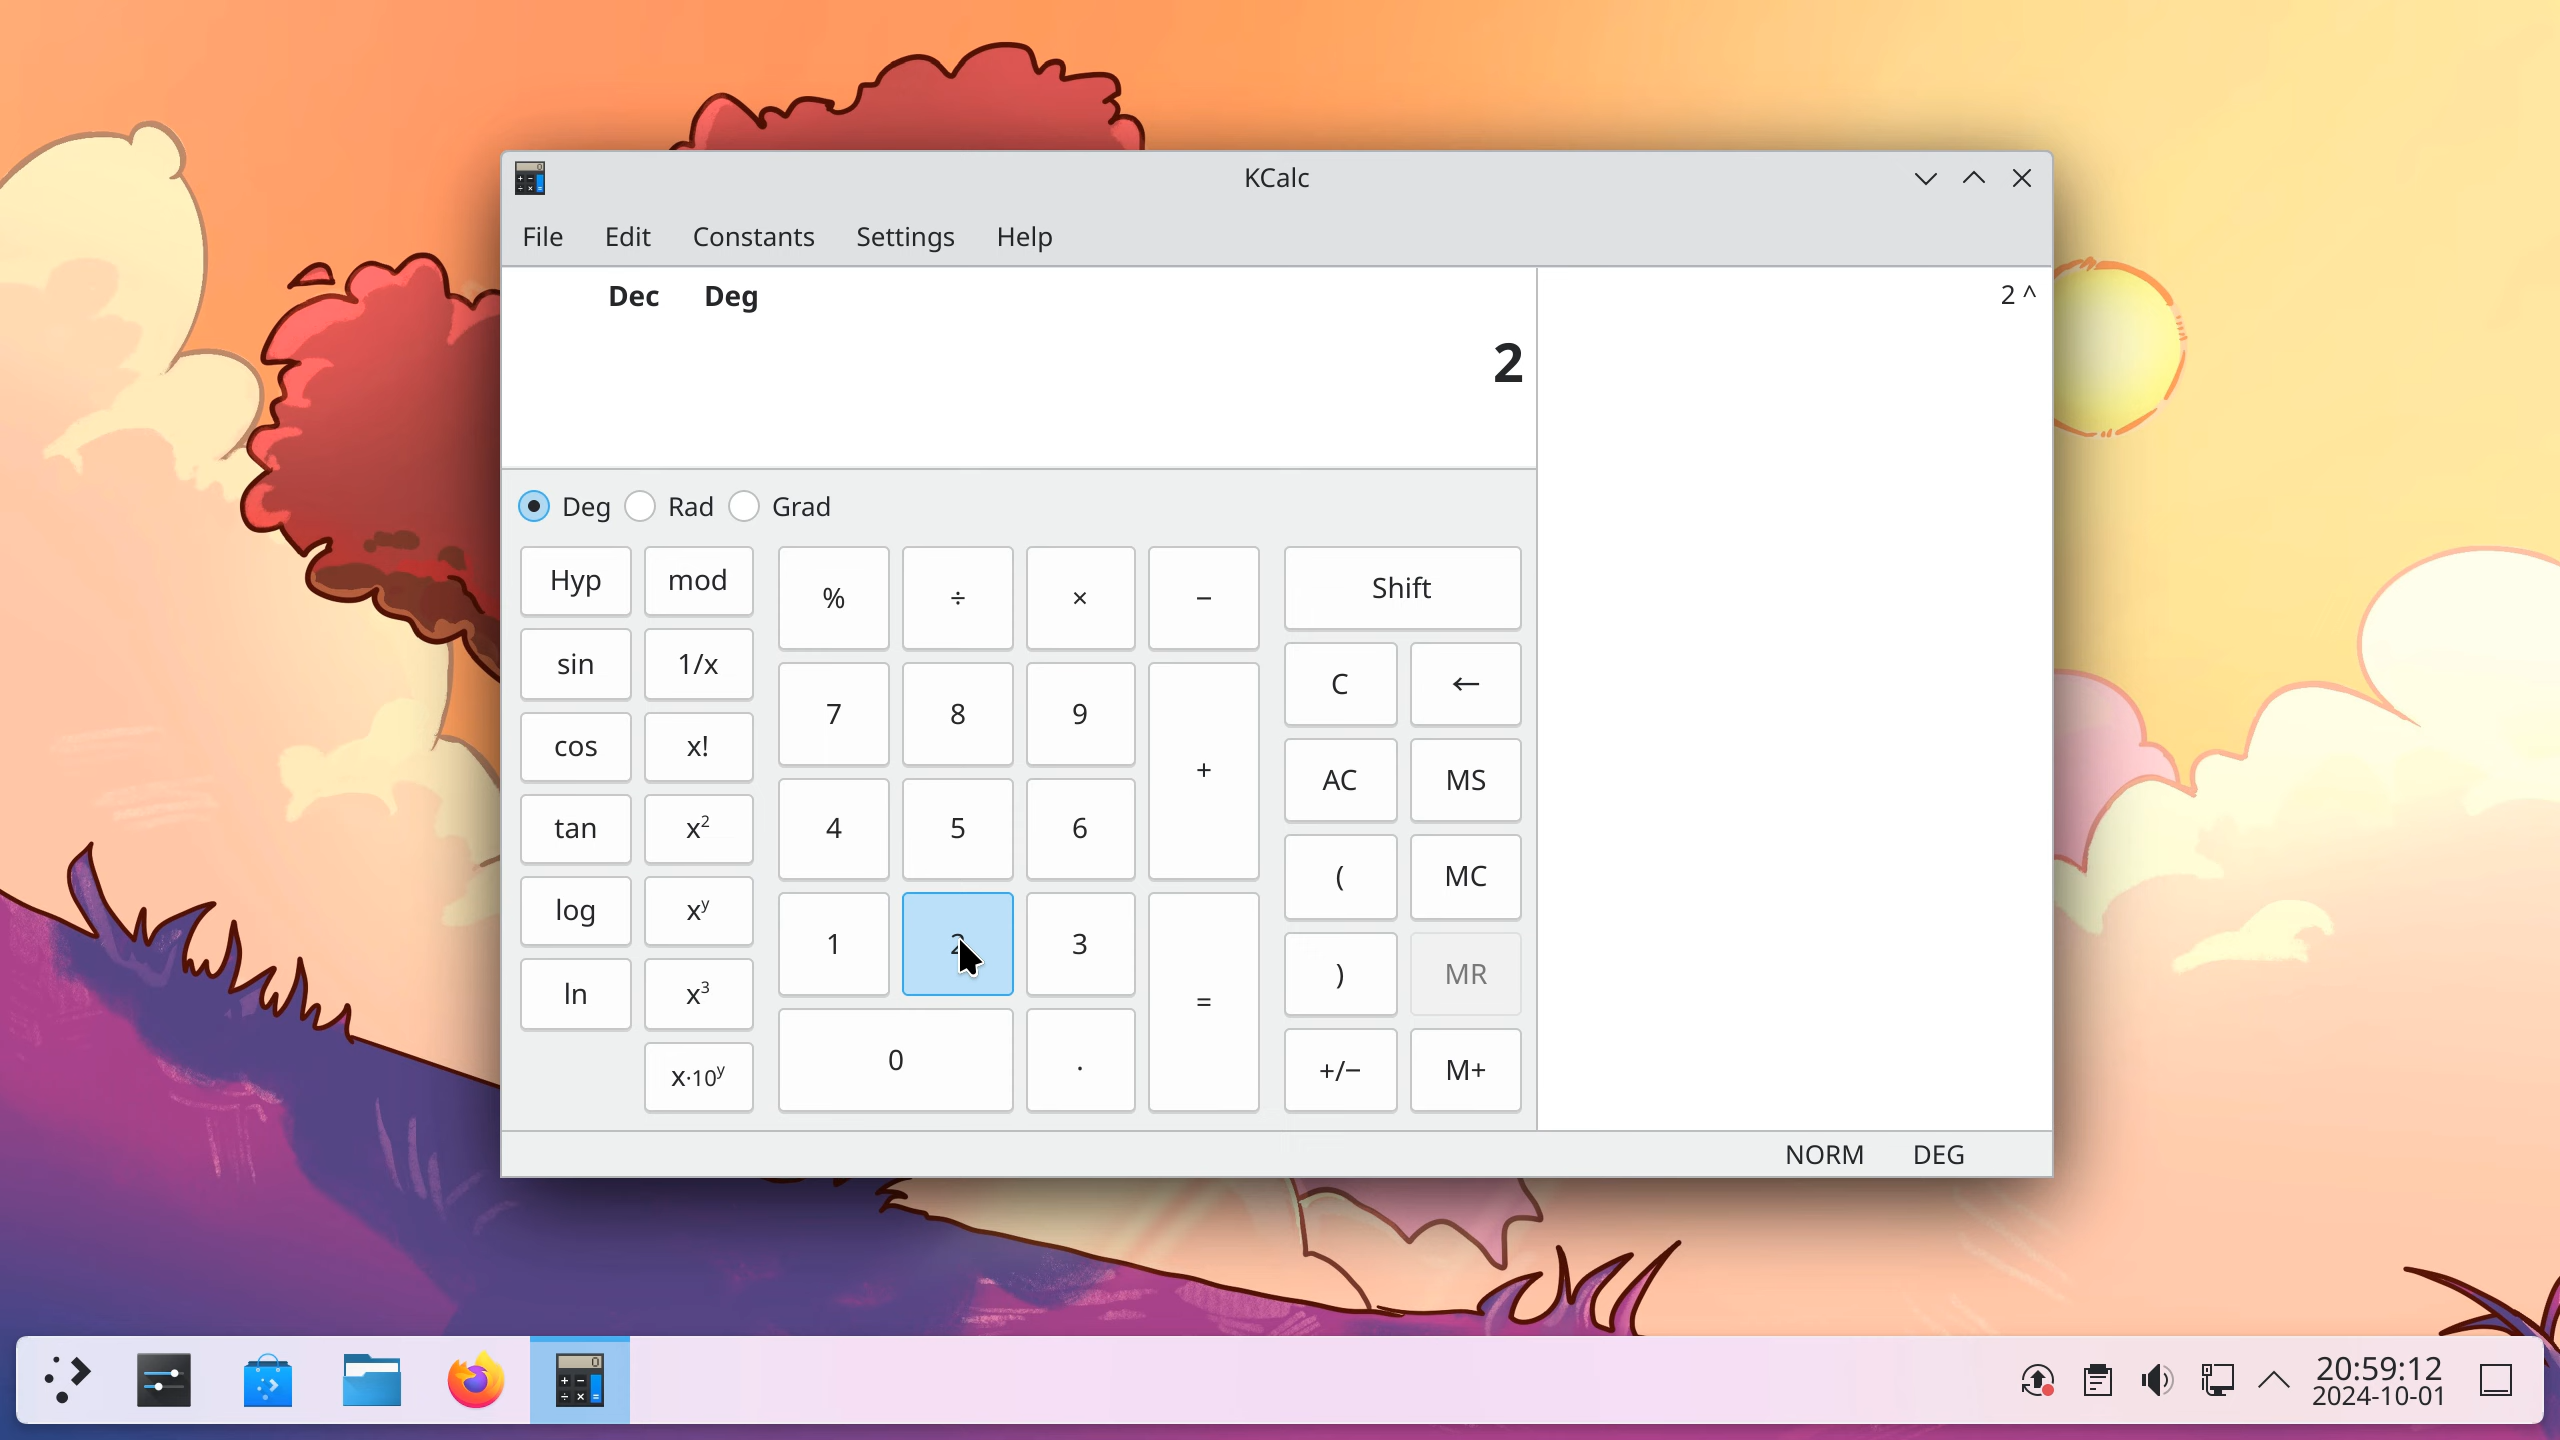 KCalc
File Edit Constants Settings Help
Dec Deg
2 ^
2
Deg Rad Grad
Hyp mod % ÷ × − Shift
sin 1/x 7 8 9 + C ←
cos x! AC MS
tan x² 4 5 6 ( MC
log xʸ 1 2 3 = ) MR
ln x³
x·10ʸ 0 . +/− M+
NORM DEG
0
20:59:12
2024-10-01